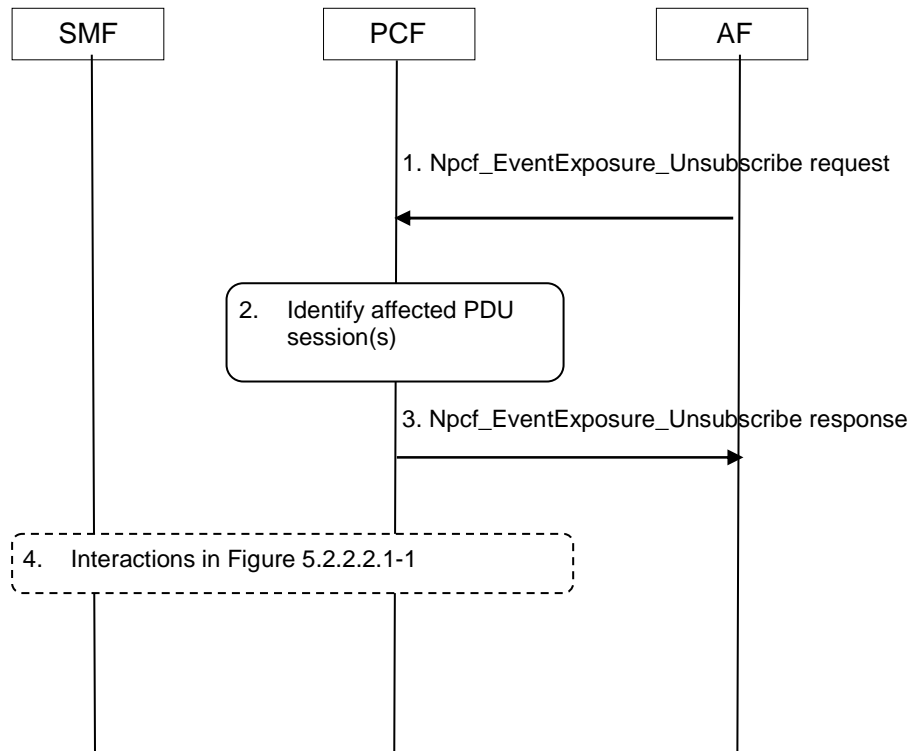 SMF PCF AF
1. Npcf_EventExposure_Unsubscribe request
2. Identify affected PDU
session(s)
3. Npcf_EventExposure_Unsubscribe response
4. Interactions in Figure 5.2.2.2.1-1